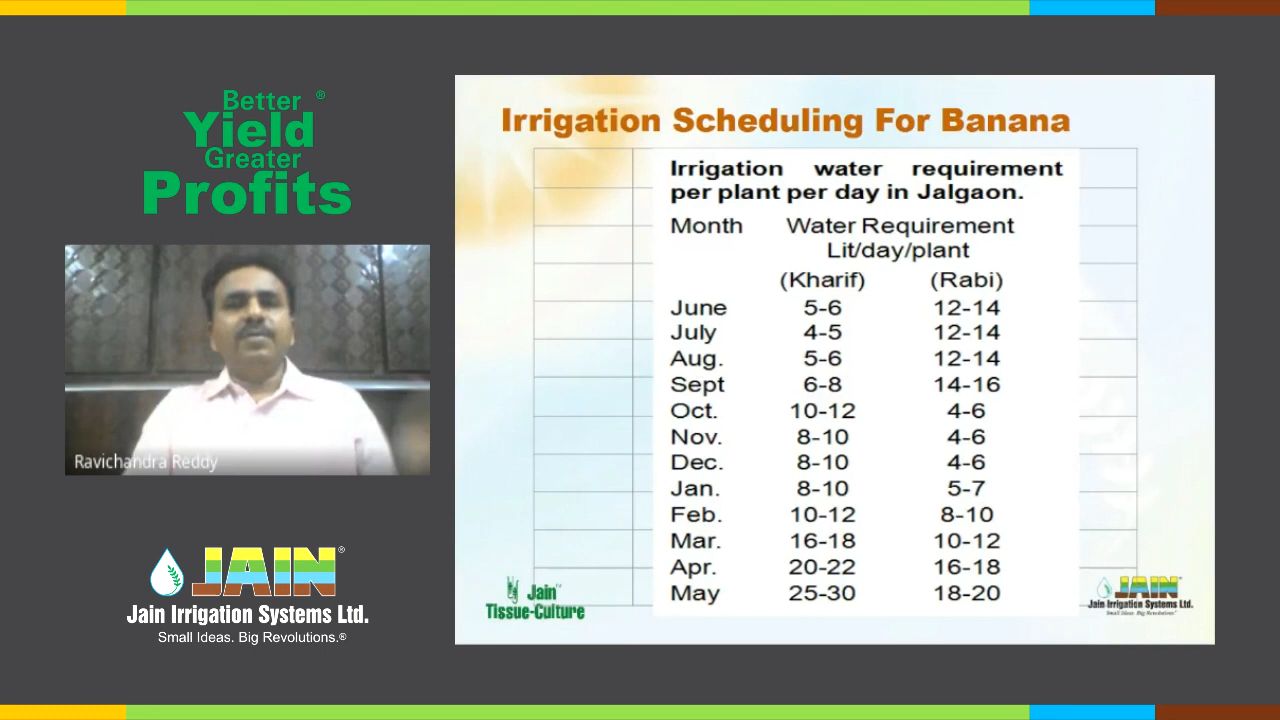 Better ®
Yield
Greater
Profits
Ravichandra Reddy
JAIN®
Jain Irrigation Systems Ltd.
Small Ideas. Big Revolutions.®
Irrigation Scheduling For Banana
Irrigation water requirement
per plant per day in Jalgaon.
Month Water Requirement
Lit/day/plant
(Kharif) (Rabi)
June 5-6 12-14
July 4-5 12-14
Aug. 5-6 12-14
Sept 6-8 14-16
Oct. 10-12 4-6
Nov. 8-10 4-6
Dec. 8-10 4-6
Jan. 8-10 5-7
Feb. 10-12 8-10
Mar. 16-18 10-12
Apr. 20-22 16-18
May 25-30 18-20
Jain™
Tissue-Culture
JAIN
Jain Irrigation Systems Ltd.
Small Ideas. Big Revolutions.